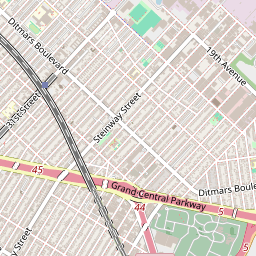 Ditmars Boulevard
19th Avenue
Steinway Street
31st Street
45
Grand Central Parkway
Ditmars Boule
44
5
5
Street